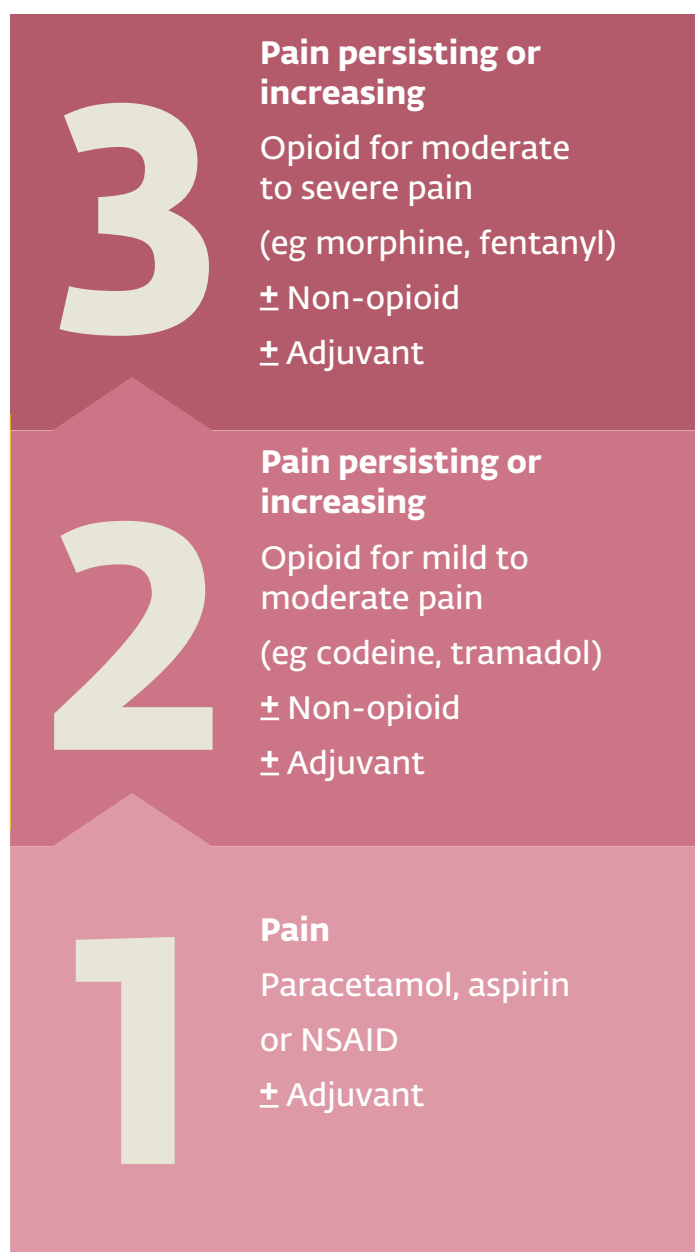 3
Pain persisting or
increasing
Opioid for moderate
to severe pain
(eg morphine, fentanyl)
± Non-opioid
± Adjuvant
2
Pain persisting or
increasing
Opioid for mild to
moderate pain
(eg codeine, tramadol)
± Non-opioid
± Adjuvant
1
Pain
Paracetamol, aspirin
or NSAID
± Adjuvant